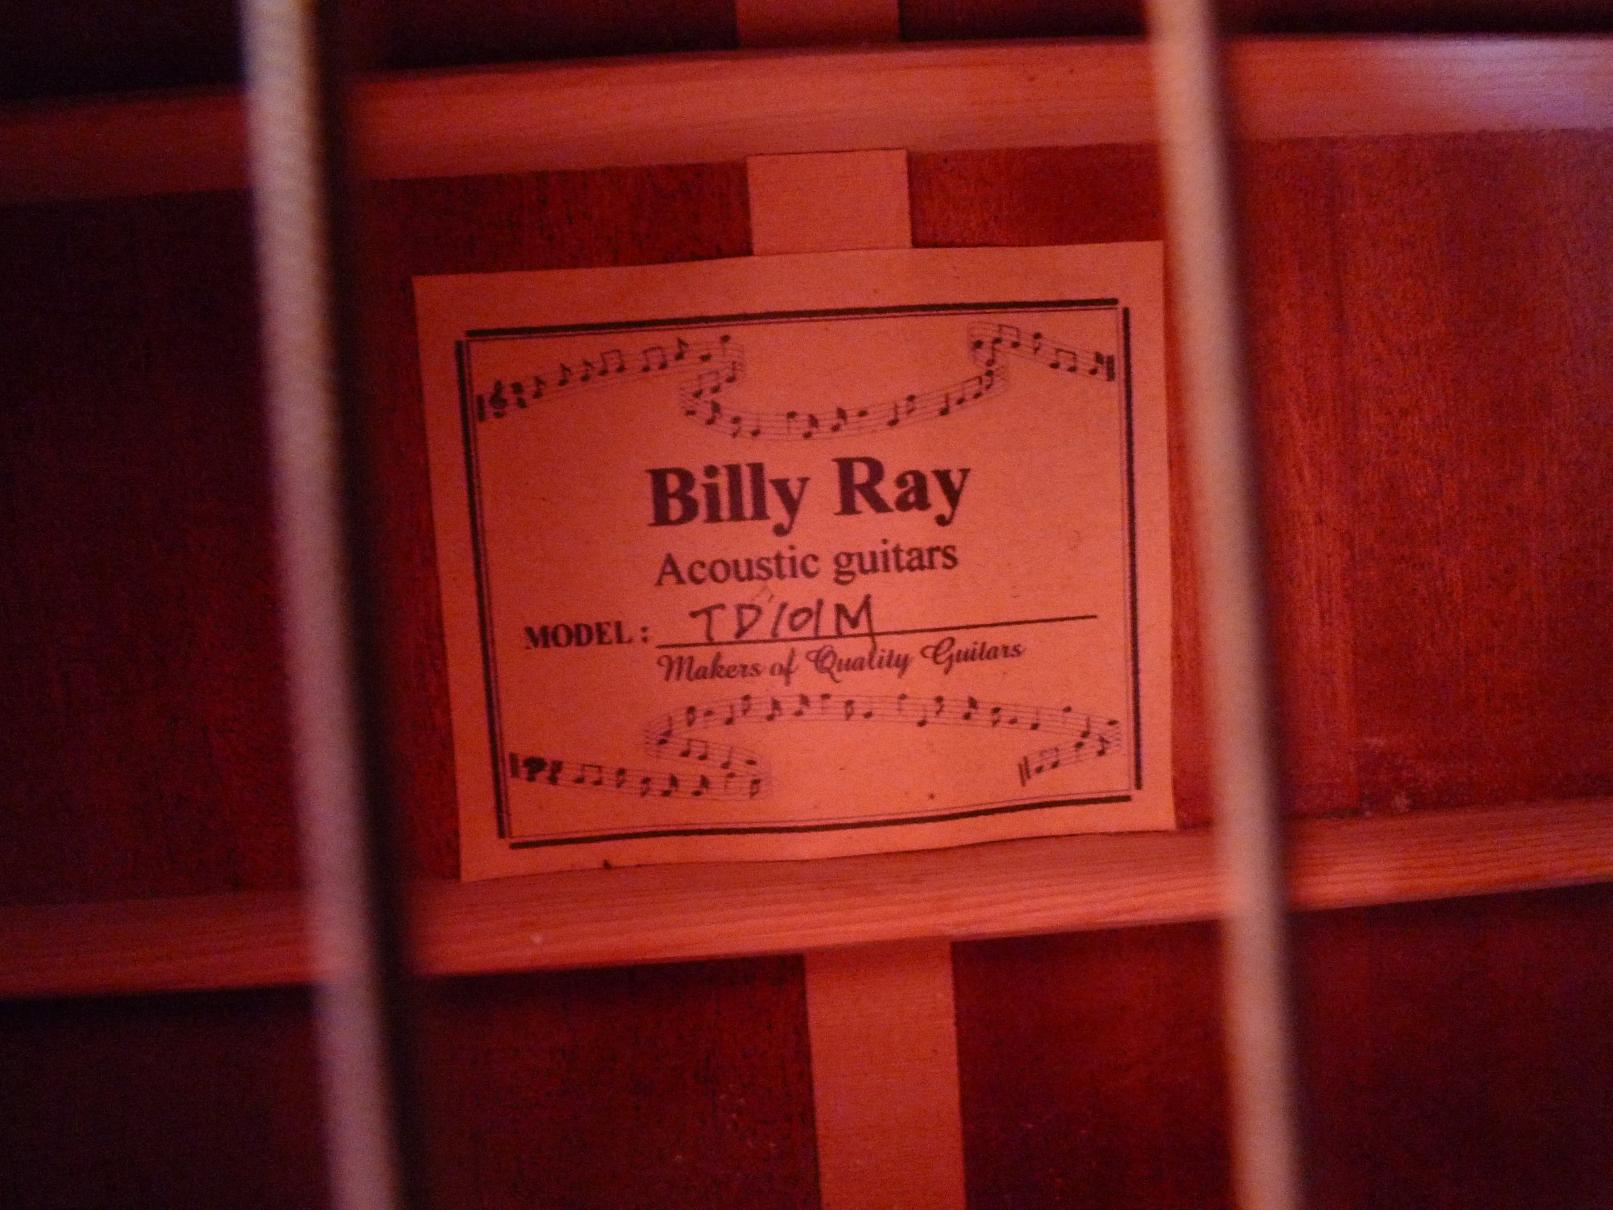 Billy Ray
Acoustic guitars
MODEL : TD101M
Makers of Quality Guitars